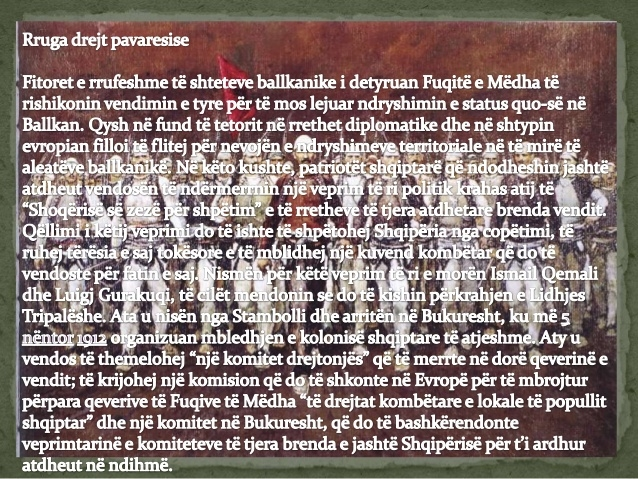 Rruga drejt pavaresise
Fitoret e rrufeshme të shteteve ballkanike i detyruan Fuqitë e Mëdha të
rishikonin vendimin e tyre për të mos lejuar ndryshimin e status quo-së në
Ballkan. Qysh në fund të tetorit në rrethet diplomatike dhe në shtypin
evropian filloi të flitej për nevojën e ndryshimeve territoriale në të mirë të
aleatëve ballkanikë. Në këto kushte, patriotët shqiptarë që ndodheshin jashtë
atdheut vendosën të ndërmerrnin një veprim të ri politik krahas atij të
“Shoqërisë së zezë për shpëtim” e të rretheve të tjera atdhetare brenda vendit.
Qëllimi i këtij veprimi do të ishte të shpëtohej Shqipëria nga copëtimi, të
ruhej tërësia e saj tokësore e të mblidhej një kuvend kombëtar që do të
vendoste për fatin e saj. Nismën për këtë veprim të ri e morën Ismail Qemali
dhe Luigj Gurakuqi, të cilët mendonin se do të kishin përkrahjen e Lidhjes
Tripalëshe. Ata u nisën nga Stambolli dhe arritën në Bukuresht, ku më 5
nëntor 1912 organizuan mbledhjen e kolonisë shqiptare të atjeshme. Aty u
vendos të themelohej “një komitet drejtonjës” që të merrte në dorë qeverinë e
vendit; të krijohej një komision që do të shkonte në Evropë për të mbrojtur
përpara qeverive të Fuqive të Mëdha “të drejtat kombëtare e lokale të popullit
shqiptar” dhe një komitet në Bukuresht, që do të bashkërendonte
veprimtarinë e komiteteve të tjera brenda e jashtë Shqipërisë për t’i ardhur
atdheut në ndihmë.